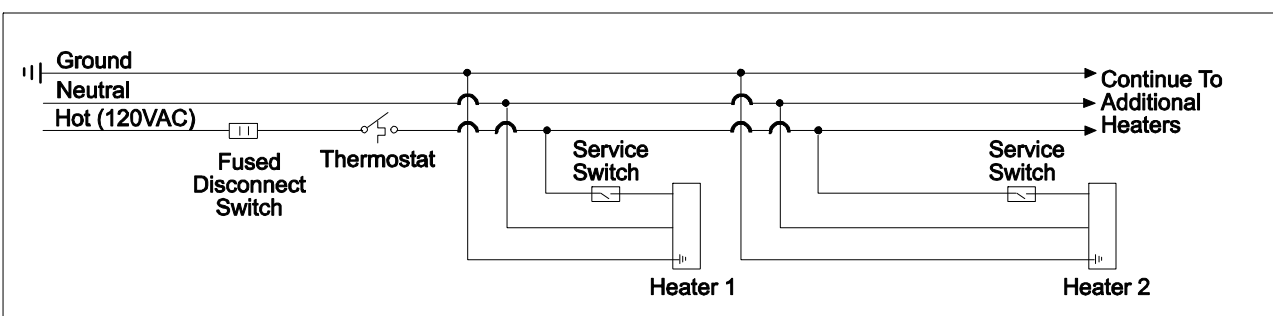 Ground
Neutral
Hot (120VAC)
Continue To
Additional
Heaters
Fused
Disconnect
Switch
Thermostat
Service
Switch
Service
Switch
Heater 1
Heater 2